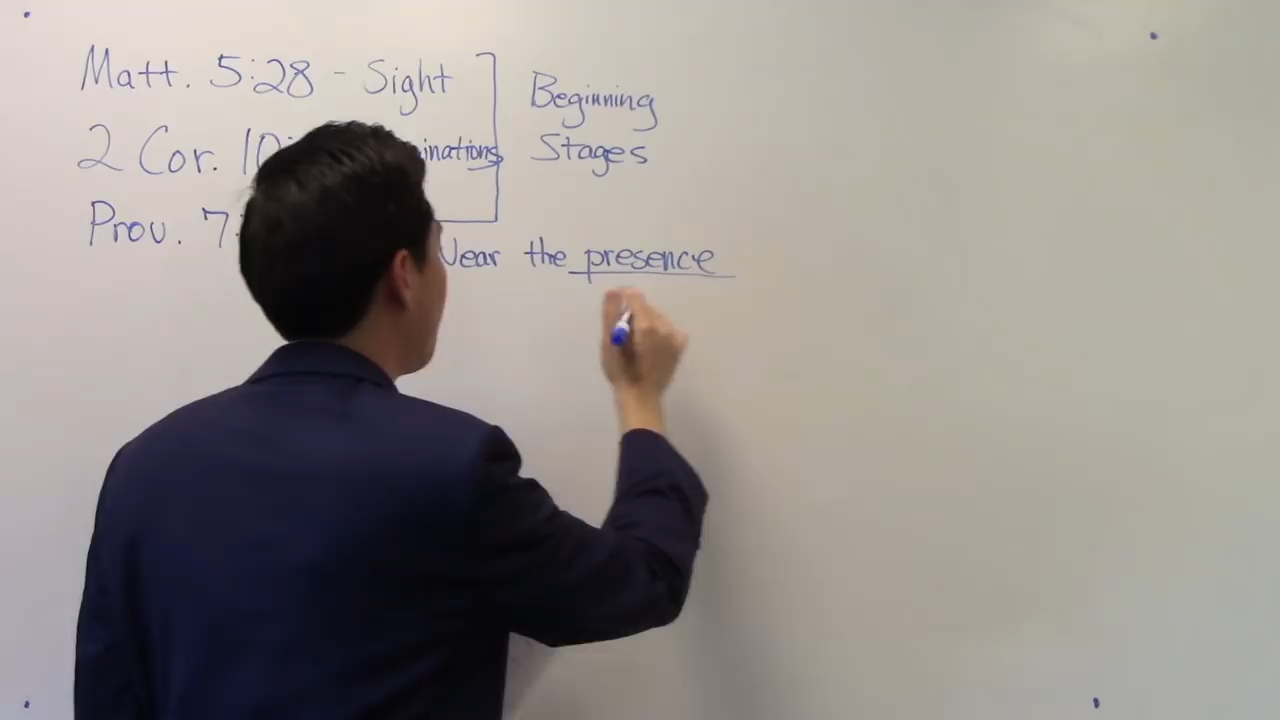 Matt. 5:28 - Sight
Beginning
2 Cor. 10:
Stages
Prov. 7:
Near the presence